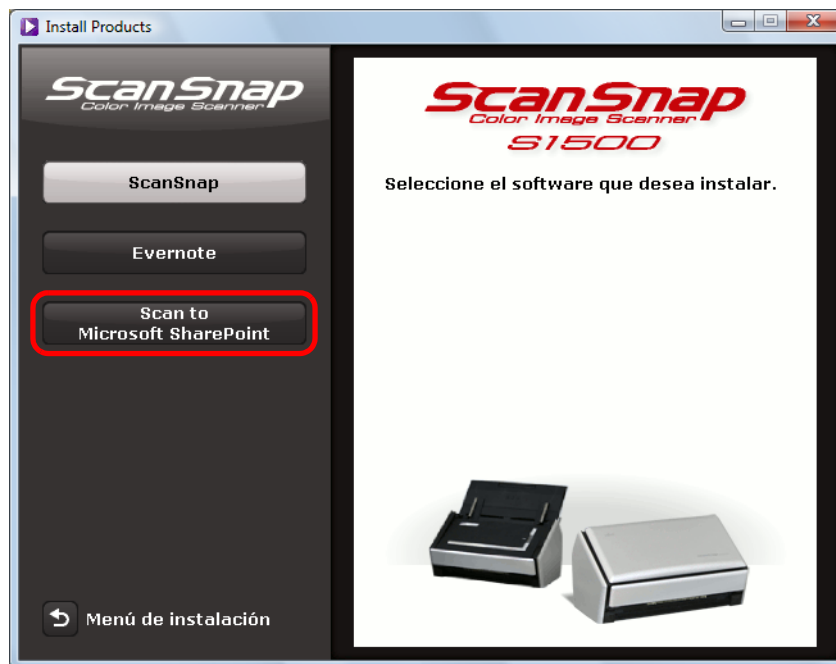 Install Products
ScanSnap
Color Image Scanner
ScanSnap
Evernote
Scan to
Microsoft SharePoint
Menú de instalación
ScanSnap
Color Image Scanner
S1500
Seleccione el software que desea instalar.